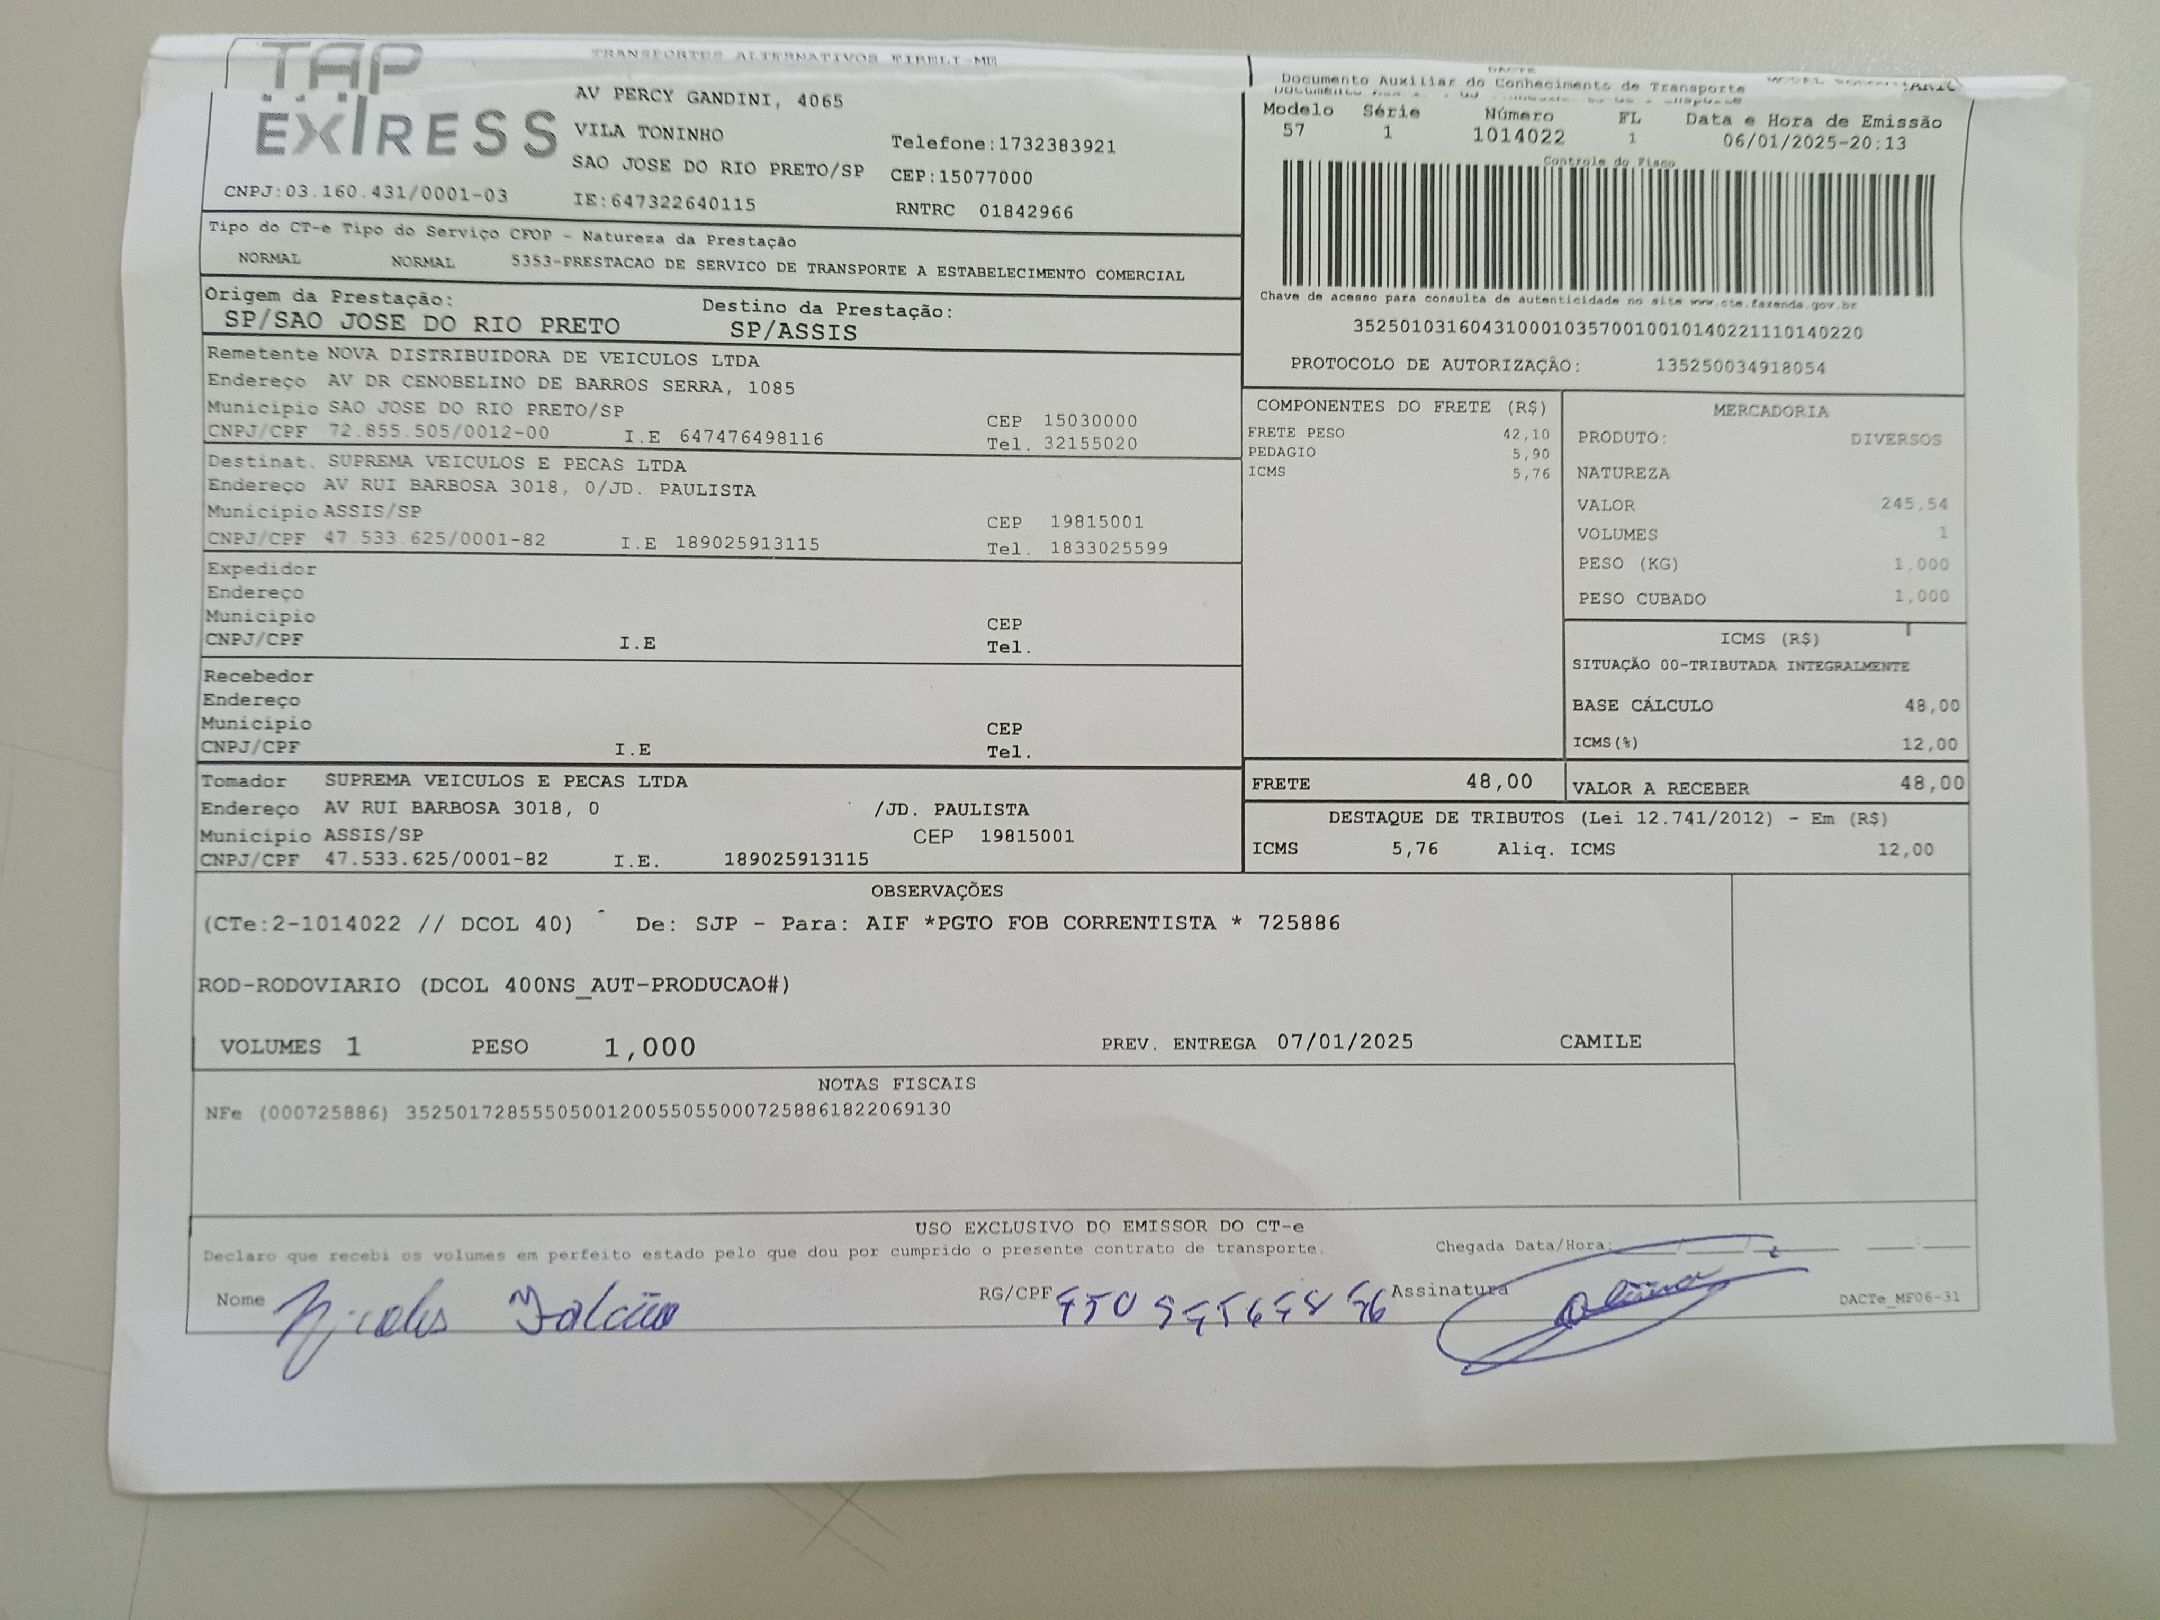 TAP
EXPRESS
TRANSPORTES ALTERNATIVOS EIRELI-ME
AV PERCY GANDINI, 4065
VILA TONINHO
Telefone:1732383921
SAO JOSE DO RIO PRETO/SP CEP:15077000
CNPJ:03.160.431/0001-03 IE:647322640115 RNTRC 01842966
DACTE
Documento Auxiliar do Conhecimento de Transporte
Modelo Série Número FL Data e Hora de Emissão
57 1 1014022 1 06/01/2025-20:13
Controle do Fisco
Chave de acesso para consulta de autenticidade no site www.cte.fazenda.gov.br
35250103160431000103570010010140221110140220
PROTOCOLO DE AUTORIZAÇÃO: 135250034918054
Tipo do CT-e Tipo do Serviço CFOP - Natureza da Prestação
NORMAL NORMAL 5353-PRESTACAO DE SERVICO DE TRANSPORTE A ESTABELECIMENTO COMERCIAL
Origem da Prestação: Destino da Prestação:
SP/SAO JOSE DO RIO PRETO SP/ASSIS
Remetente NOVA DISTRIBUIDORA DE VEICULOS LTDA
Endereço AV DR CENOBELINO DE BARROS SERRA, 1085
Municipio SAO JOSE DO RIO PRETO/SP CEP 15030000
CNPJ/CPF 72.855.505/0012-00 I.E 647476498116 Tel. 32155020
Destinat. SUPREMA VEICULOS E PECAS LTDA
Endereço AV RUI BARBOSA 3018, 0/JD. PAULISTA
Municipio ASSIS/SP CEP 19815001
CNPJ/CPF 47.533.625/0001-82 I.E 189025913115 Tel. 1833025599
Expedidor
Endereço
Municipio CEP
CNPJ/CPF I.E Tel.
Recebedor
Endereço
Municipio CEP
CNPJ/CPF I.E Tel.
Tomador SUPREMA VEICULOS E PECAS LTDA
Endereço AV RUI BARBOSA 3018, 0 /JD. PAULISTA
Municipio ASSIS/SP CEP 19815001
CNPJ/CPF 47.533.625/0001-82 I.E. 189025913115
COMPONENTES DO FRETE (R$)
FRETE PESO 42,10
PEDAGIO 5,90
ICMS 5,76
MERCADORIA
PRODUTO: DIVERSOS
NATUREZA
VALOR 245,54
VOLUMES 1
PESO (KG) 1,000
PESO CUBADO 1,000
ICMS (R$)
SITUAÇÃO 00-TRIBUTADA INTEGRALMENTE
BASE CÁLCULO 48,00
ICMS(%) 12,00
FRETE 48,00 VALOR A RECEBER 48,00
DESTAQUE DE TRIBUTOS (Lei 12.741/2012) - Em (R$)
ICMS 5,76 Aliq. ICMS 12,00
OBSERVAÇÕES
(CTe:2-1014022 // DCOL 40) De: SJP - Para: AIF *PGTO FOB CORRENTISTA * 725886
ROD-RODOVIARIO (DCOL 400NS_AUT-PRODUCAO#)
VOLUMES 1 PESO 1,000 PREV. ENTREGA 07/01/2025 CAMILE
NOTAS FISCAIS
NFe (000725886) 35250172855505001200550550007258861822069130
USO EXCLUSIVO DO EMISSOR DO CT-e
Declaro que recebi os volumes em perfeito estado pelo que dou por cumprido o presente contrato de transporte. Chegada Data/Hora:
Nome RG/CPF Assinatura
DACTe_MF06-31